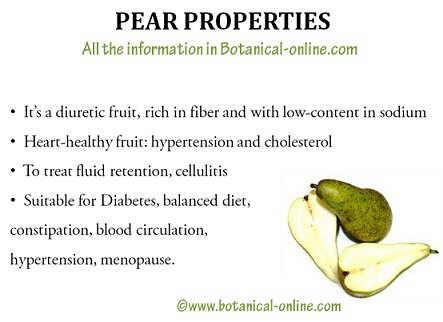 PEAR PROPERTIES
All the information in Botanical-online.com
• It's a diuretic fruit, rich in fiber and with low-content in sodium
• Heart-healthy fruit: hypertension and cholesterol
• To treat fluid retention, cellulitis
• Suitable for Diabetes, balanced diet,
constipation, blood circulation,
hypertension, menopause.
©www.botanical-online.com